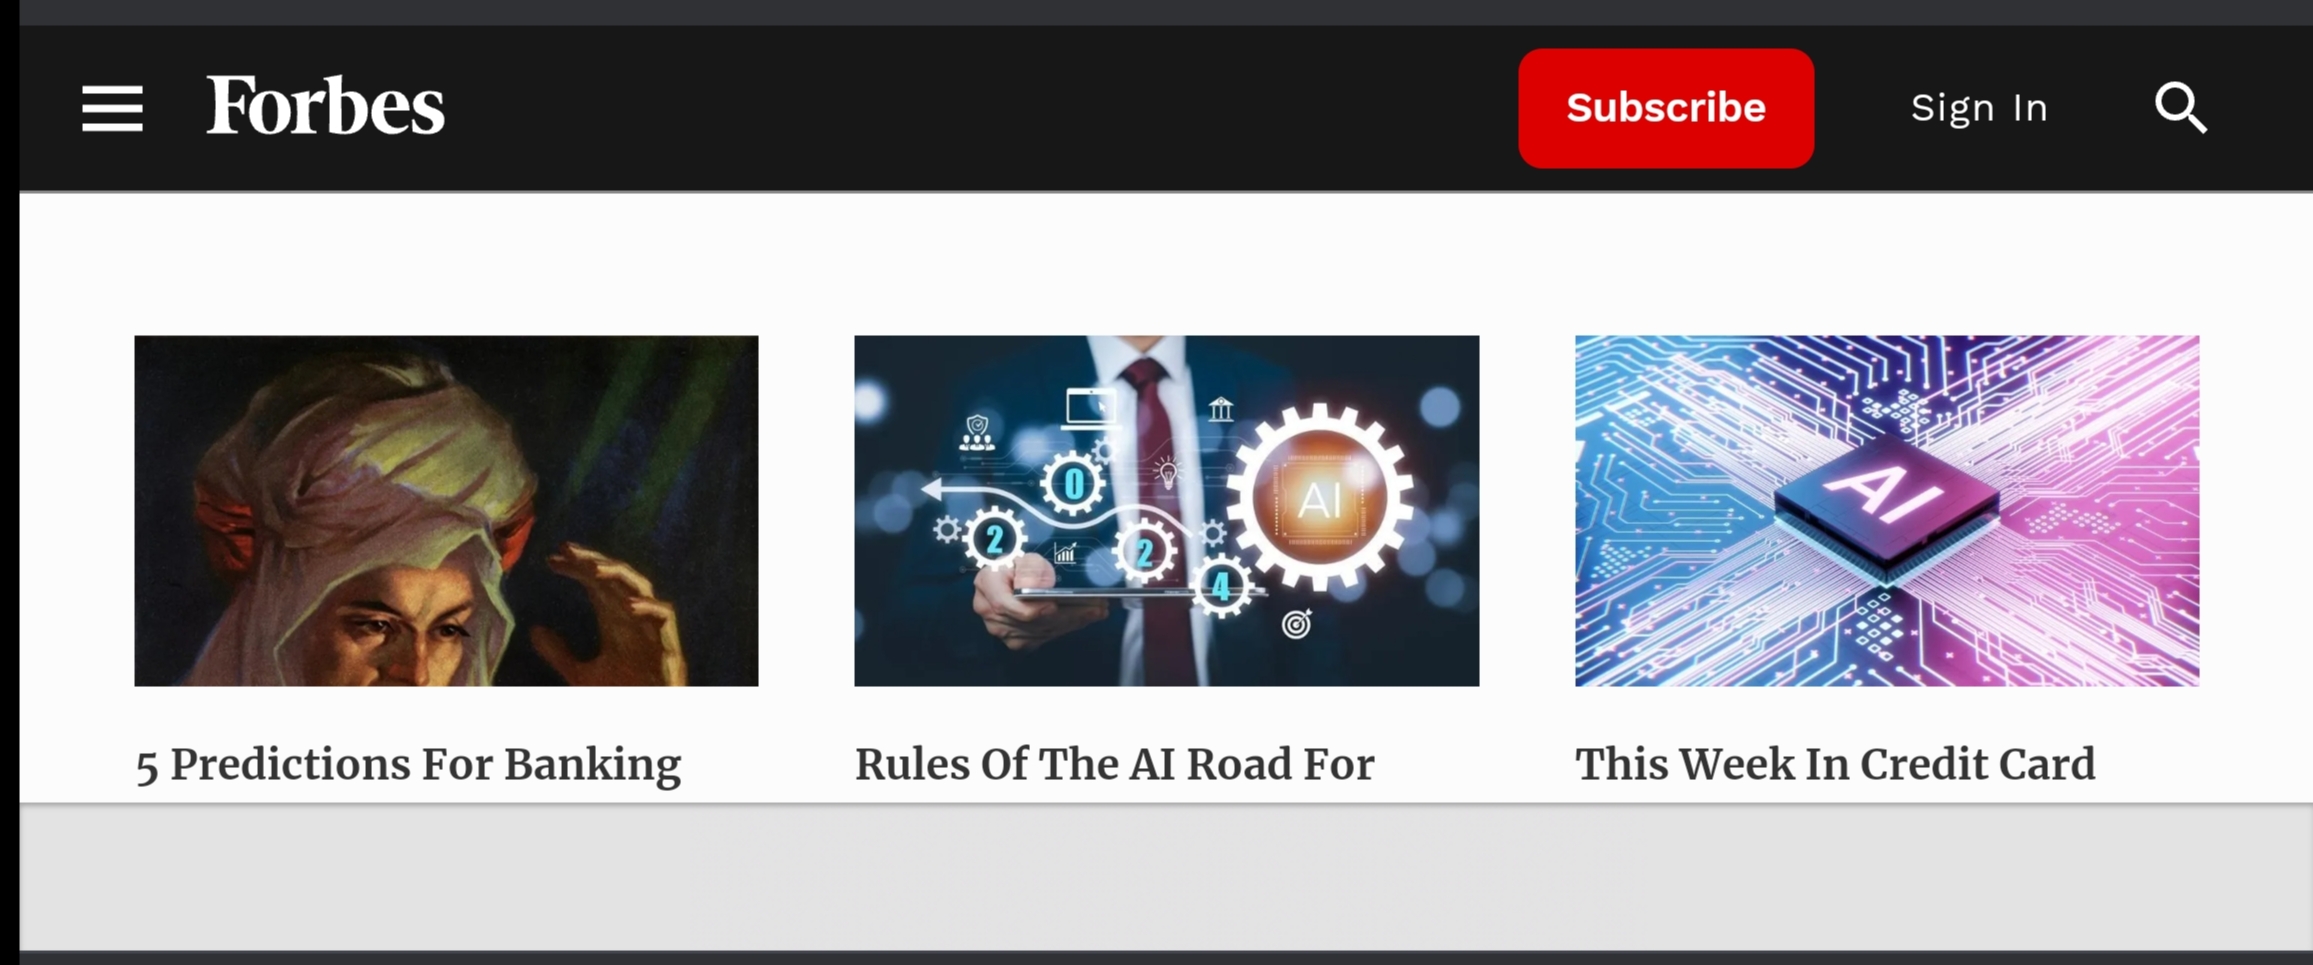 Forbes
Subscribe
Sign In
0
2
2
4
AI
AI
5 Predictions For Banking
Rules Of The AI Road For
This Week In Credit Card